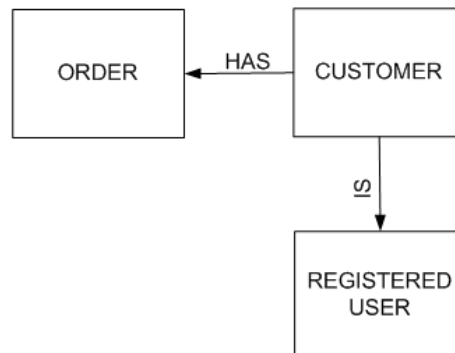 ORDER
HAS
CUSTOMER
IS
REGISTERED
USER